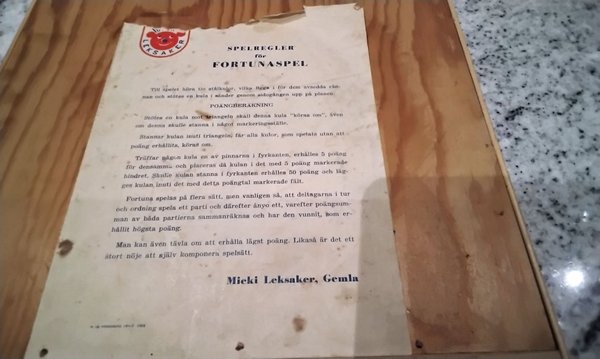 LEKSAKER
SPELREGLER
för
FORTUNASPEL
Till spelet höra tio stålkulor, vilka läggs i för dem avsedda rän-
nan och stötas en kula i sänder genom sidogången upp på planen.
POÄNGBERÄKNING
Stötes en kula mot triangeln skall denna kula "köras om", även
om denna skulle stanna i något markeringsställe.
Stannar kulan inuti triangeln får alla kulor, som spelats utan att
poäng erhållits, köras om.
Träffar någon kula en av pinnarna i fyrkanten, erhålles 5 poäng
för densamma och placeras då kulan i det med 5 poäng markerade
hindret. Skulle kulan stanna i fyrkanten erhålles 50 poäng och läg-
ges kulan inuti det med detta poängtal markerade fält.
Fortuna spelas på flera sätt, men vanligen så, att deltagarna i tur
och ordning spela ett parti och därefter ånyo ett, varefter poängsum-
man av båda partierna sammanräknas och har den vunnit, som er-
hållit högsta poäng.
Man kan även tävla om att erhålla lägst poäng. Likaså är det ett
stort nöje att själv komponera spelsätt.
Micki Leksaker, Gemla